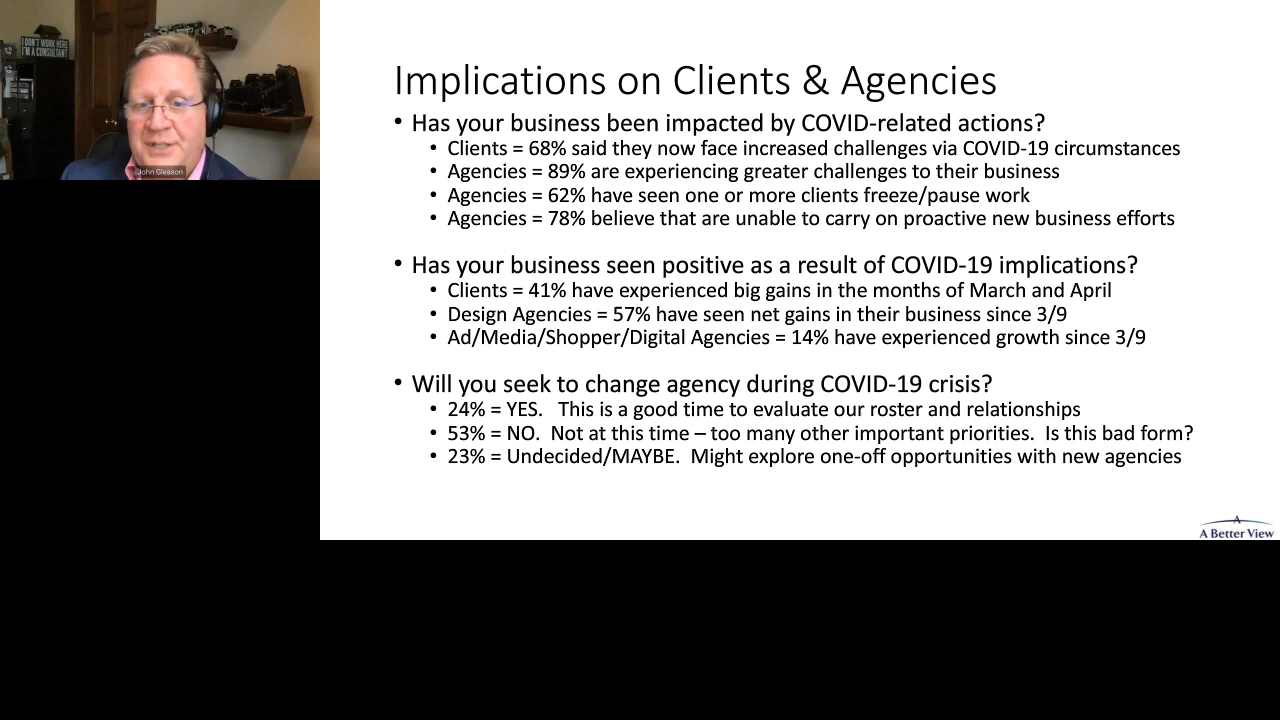 I DON'T WORK HERE
I'M A CONSULTANT
John Gleason
Implications on Clients & Agencies
• Has your business been impacted by COVID-related actions?
• Clients = 68% said they now face increased challenges via COVID-19 circumstances
• Agencies = 89% are experiencing greater challenges to their business
• Agencies = 62% have seen one or more clients freeze/pause work
• Agencies = 78% believe that are unable to carry on proactive new business efforts
• Has your business seen positive as a result of COVID-19 implications?
• Clients = 41% have experienced big gains in the months of March and April
• Design Agencies = 57% have seen net gains in their business since 3/9
• Ad/Media/Shopper/Digital Agencies = 14% have experienced growth since 3/9
• Will you seek to change agency during COVID-19 crisis?
• 24% = YES.   This is a good time to evaluate our roster and relationships
• 53% = NO.  Not at this time – too many other important priorities.  Is this bad form?
• 23% = Undecided/MAYBE.  Might explore one-off opportunities with new agencies
A
A Better View